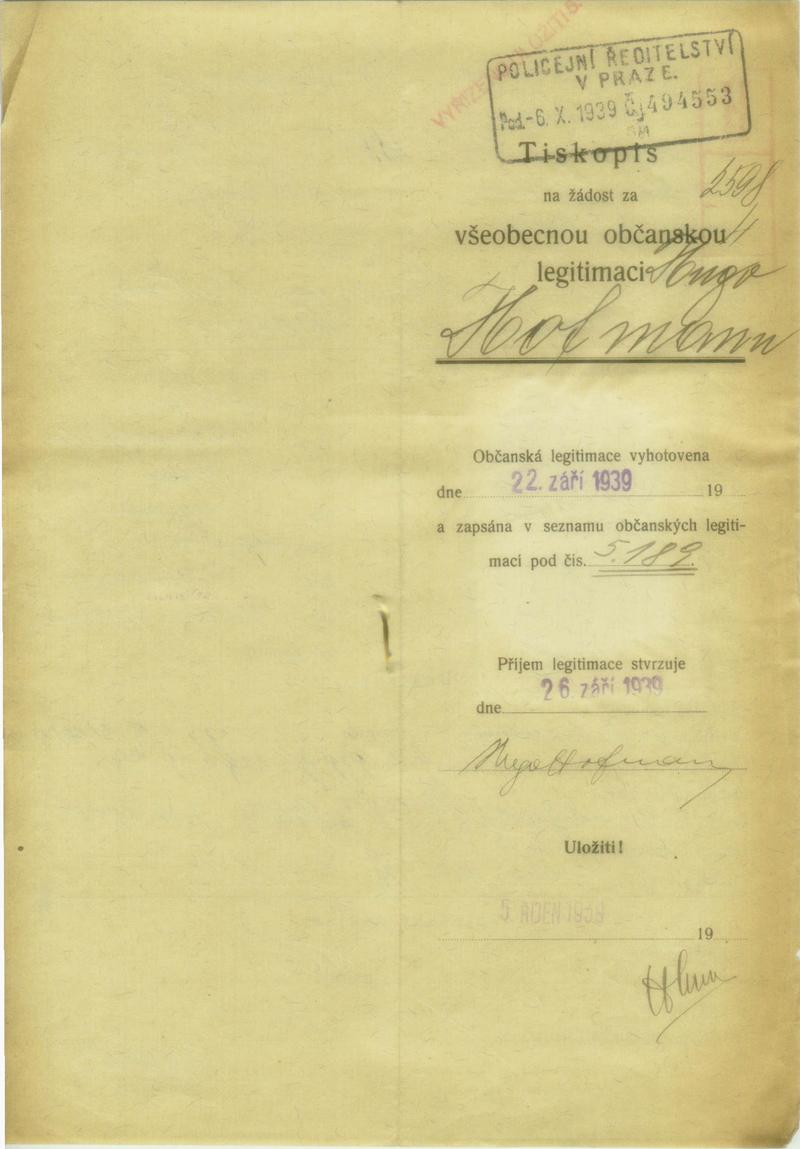 POLICEJNÍ ŘEDITELSTVÍ
V PRAZE.
Pod -6. X. 1939 Čj 494553
Tiskopis
na žádost za
2598
všeobecnou občanskou
legitimaci Hugo
Hofmann
Občanská legitimace vyhotovena
dne 22. září 1939 19
a zapsána v seznamu občanských legiti-
mací pod čís. 5.189
Příjem legitimace stvrzuje
26 září 1939
dne
Hugo Hofmann
Uložiti!
5 ŘÍJEN 1939
19